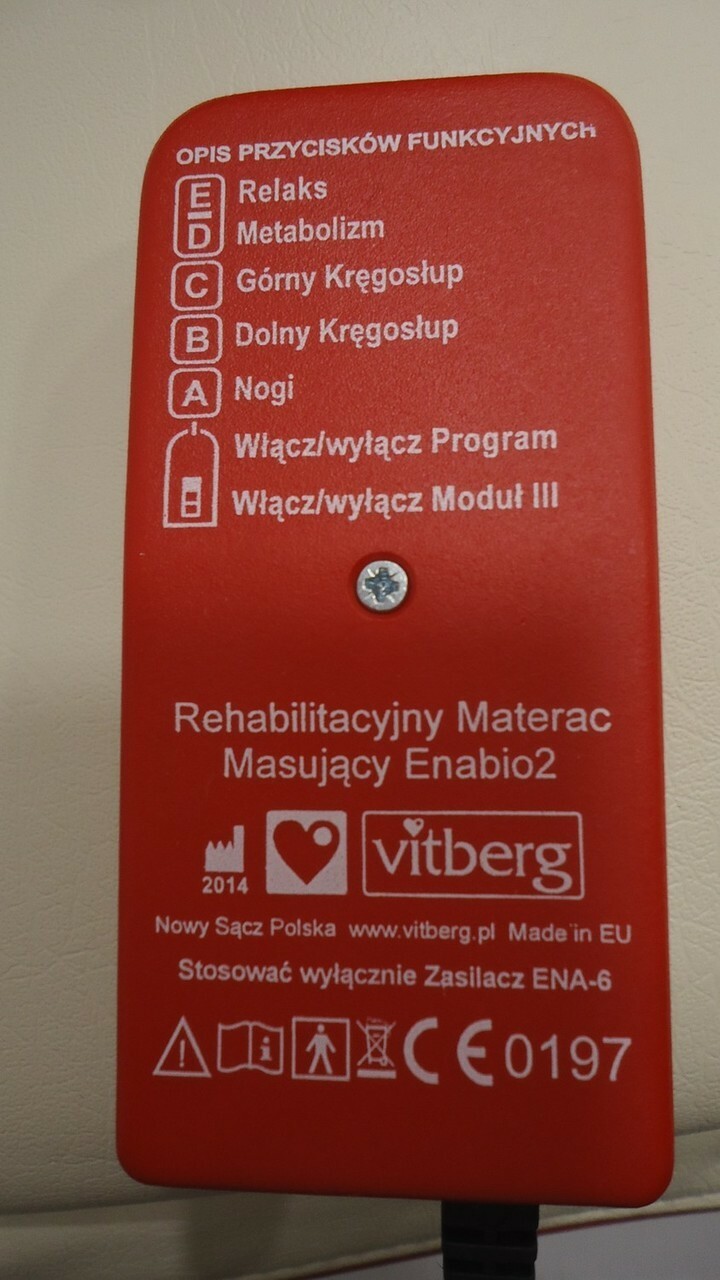 OPIS PRZYCISKÓW FUNKCYJNYCH
E Relaks
D Metabolizm
C Górny Kręgosłup
B Dolny Kręgosłup
A Nogi
Włącz/wyłącz Program
Włącz/wyłącz Moduł III
Rehabilitacyjny Materac
Masujący Enabio2
2014 vitberg
Nowy Sącz Polska www.vitberg.pl Made in EU
Stosować wyłącznie Zasilacz ENA-6
CE 0197